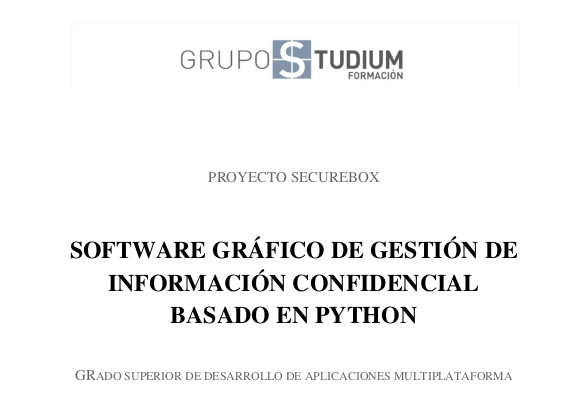 GRUPO STUDIUM
FORMACIÓN
PROYECTO SECUREBOX
SOFTWARE GRÁFICO DE GESTIÓN DE
INFORMACIÓN CONFIDENCIAL
BASADO EN PYTHON
GRADO SUPERIOR DE DESARROLLO DE APLICACIONES MULTIPLATAFORMA